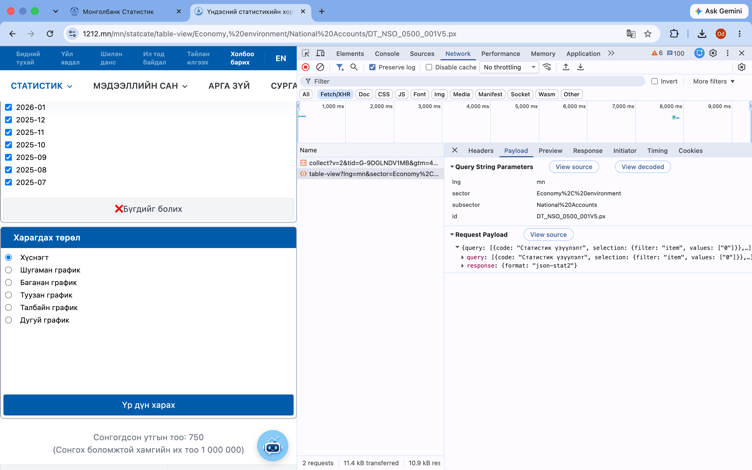 Монголбанк Статистик
Үндэсний статистикийн хор
Ask Gemini
1212.mn/mn/statcate/table-view/Economy,%20environment/National%20Accounts/DT_NSO_0500_001V5.px
Бидний тухай
Үйл явдал
Шилэн данс
Ил тод байдал
Тайлан илгээх
Холбоо барих
EN
СТАТИСТИК
МЭДЭЭЛЛИЙН САН
АРГА ЗҮЙ
СУРГА
2026-01
2025-12
2025-11
2025-10
2025-09
2025-08
2025-07
Бүгдийг болих
Харагдах төрөл
Хүснэгт
Шугаман график
Баганан график
Туузан график
Талбайн график
Дугуй график
Үр дүн харах
Сонгогдсон утгын тоо: 750
(Сонгох боломжтой хамгийн их тоо 1 000 000)
Elements
Console
Sources
Network
Performance
Memory
Application
6
100
Preserve log
Disable cache
No throttling
Filter
Invert
More filters
All
Fetch/XHR
Doc
CSS
JS
Font
Img
Media
Manifest
Socket
Wasm
Other
1,000 ms
2,000 ms
3,000 ms
4,000 ms
5,000 ms
6,000 ms
7,000 ms
8,000 ms
9,000 ms
Name
collect?v=2&tid=G-9DGLNDV1MB&gtm=4...
table-view?lng=mn&sector=Economy%2C...
2 requests
11.4 kB transferred
10.9 kB res
Headers
Payload
Preview
Response
Initiator
Timing
Cookies
Query String Parameters
View source
View decoded
lng mn
sector Economy%2C%20environment
subsector National%20Accounts
id DT_NSO_0500_001V5.px
Request Payload
View source
{query: [{code: "Статистик үзүүлэлт", selection: {filter: "item", values: ["0"]}},…
query: [{code: "Статистик үзүүлэлт", selection: {filter: "item", values: ["0"]}},…
response: {format: "json-stat2"}